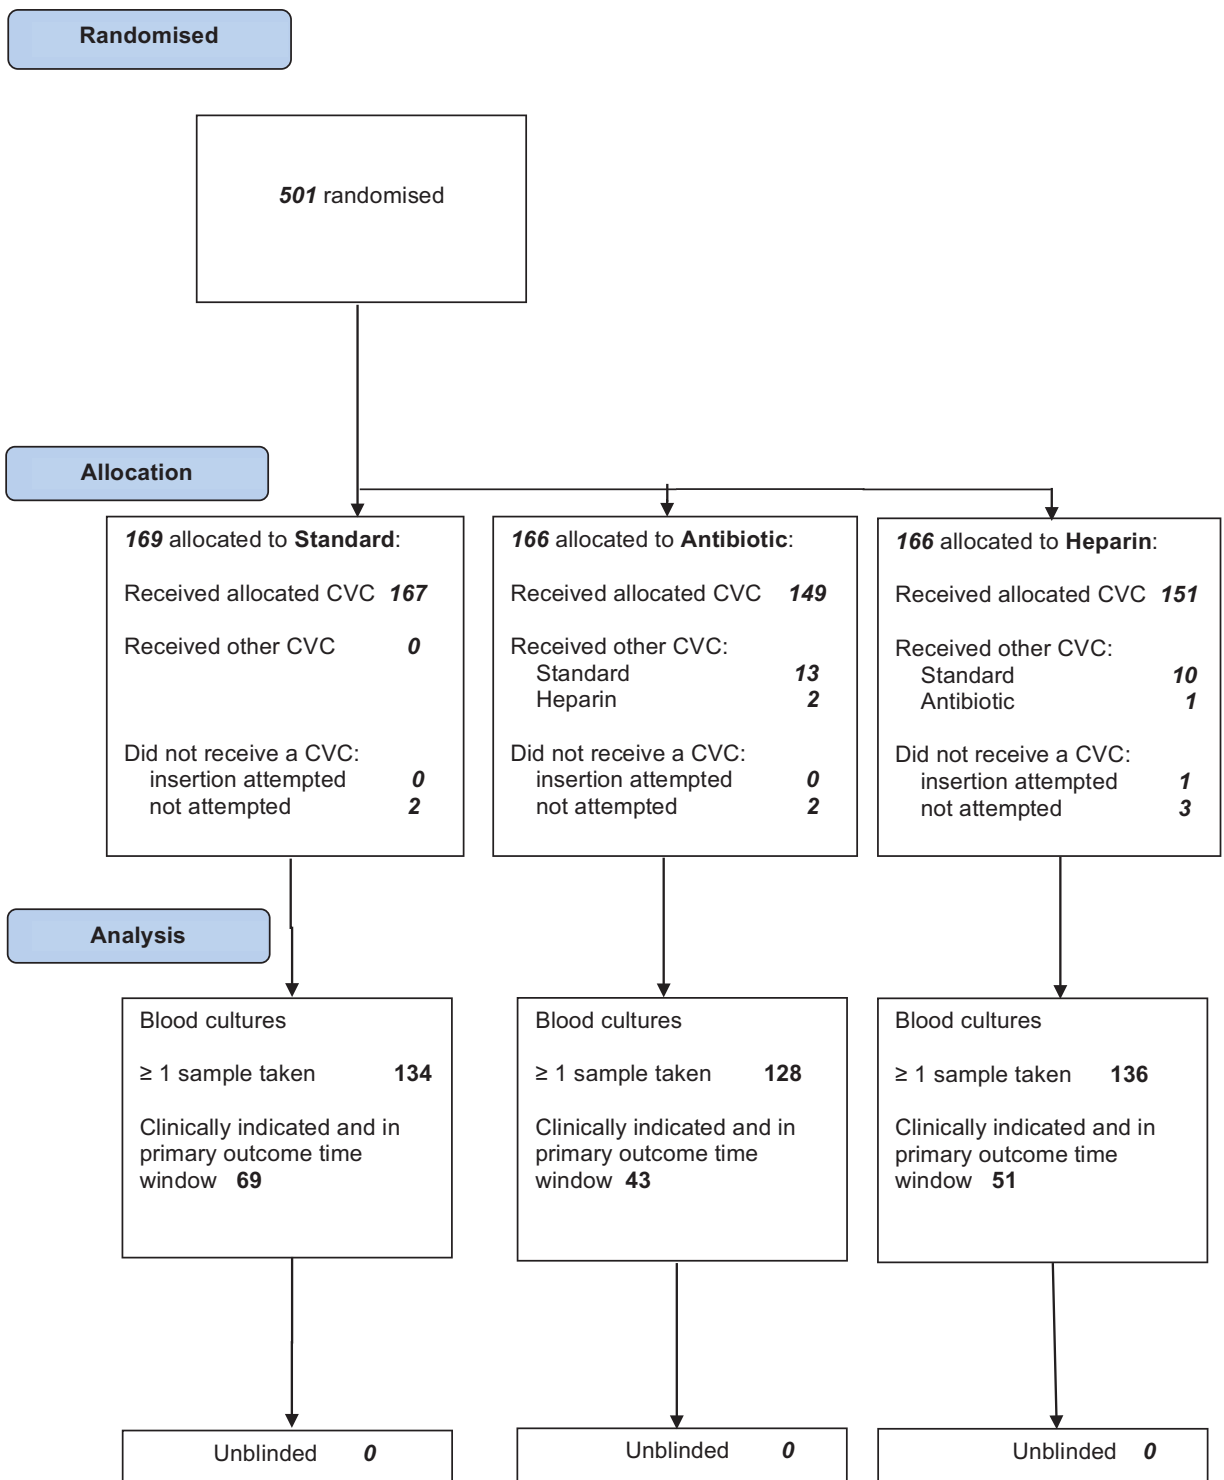 Randomised
501 randomised
Allocation
169 allocated to Standard:
Received allocated CVC 167
Received other CVC 0
Did not receive a CVC:
insertion attempted 0
not attempted 2
166 allocated to Antibiotic:
Received allocated CVC 149
Received other CVC:
Standard 13
Heparin 2
Did not receive a CVC:
insertion attempted 0
not attempted 2
166 allocated to Heparin:
Received allocated CVC 151
Received other CVC:
Standard 10
Antibiotic 1
Did not receive a CVC:
insertion attempted 1
not attempted 3
Analysis
Blood cultures
≥ 1 sample taken 134
Clinically indicated and in
primary outcome time
window 69
Blood cultures
≥ 1 sample taken 128
Clinically indicated and in
primary outcome time
window 43
Blood cultures
≥ 1 sample taken 136
Clinically indicated and in
primary outcome time
window 51
Unblinded 0
Unblinded 0
Unblinded 0